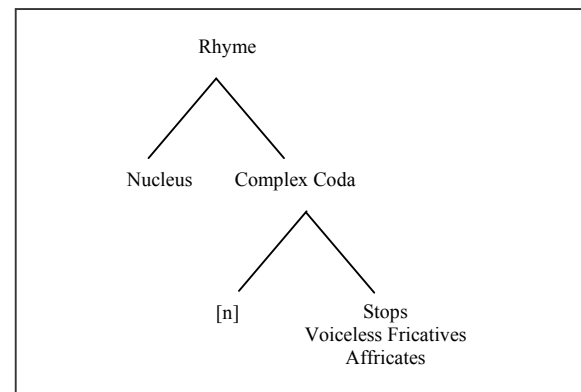 Rhyme
Nucleus Complex Coda
[n] Stops
Voiceless Fricatives
Affricates